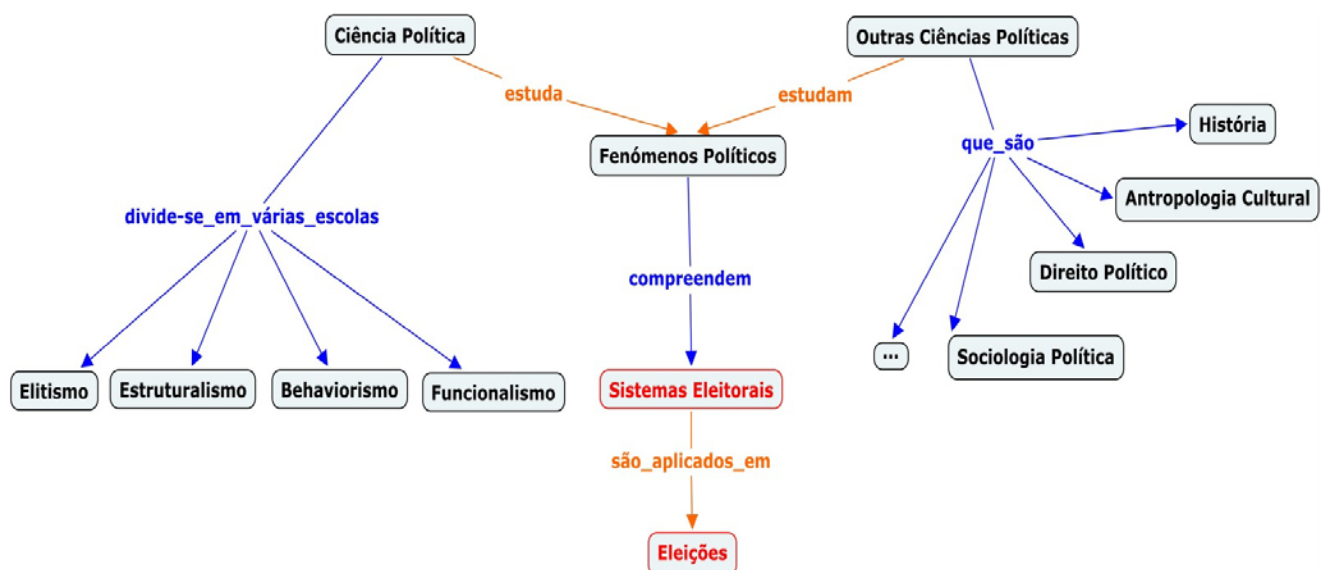 Ciência Política
Outras Ciências Políticas
estuda
estudam
História
Fenómenos Políticos
que_são
Antropologia Cultural
divide-se_em_várias_escolas
Direito Político
compreendem
...
Sociologia Política
Elitismo
Estruturalismo
Behaviorismo
Funcionalismo
Sistemas Eleitorais
são_aplicados_em
Eleições